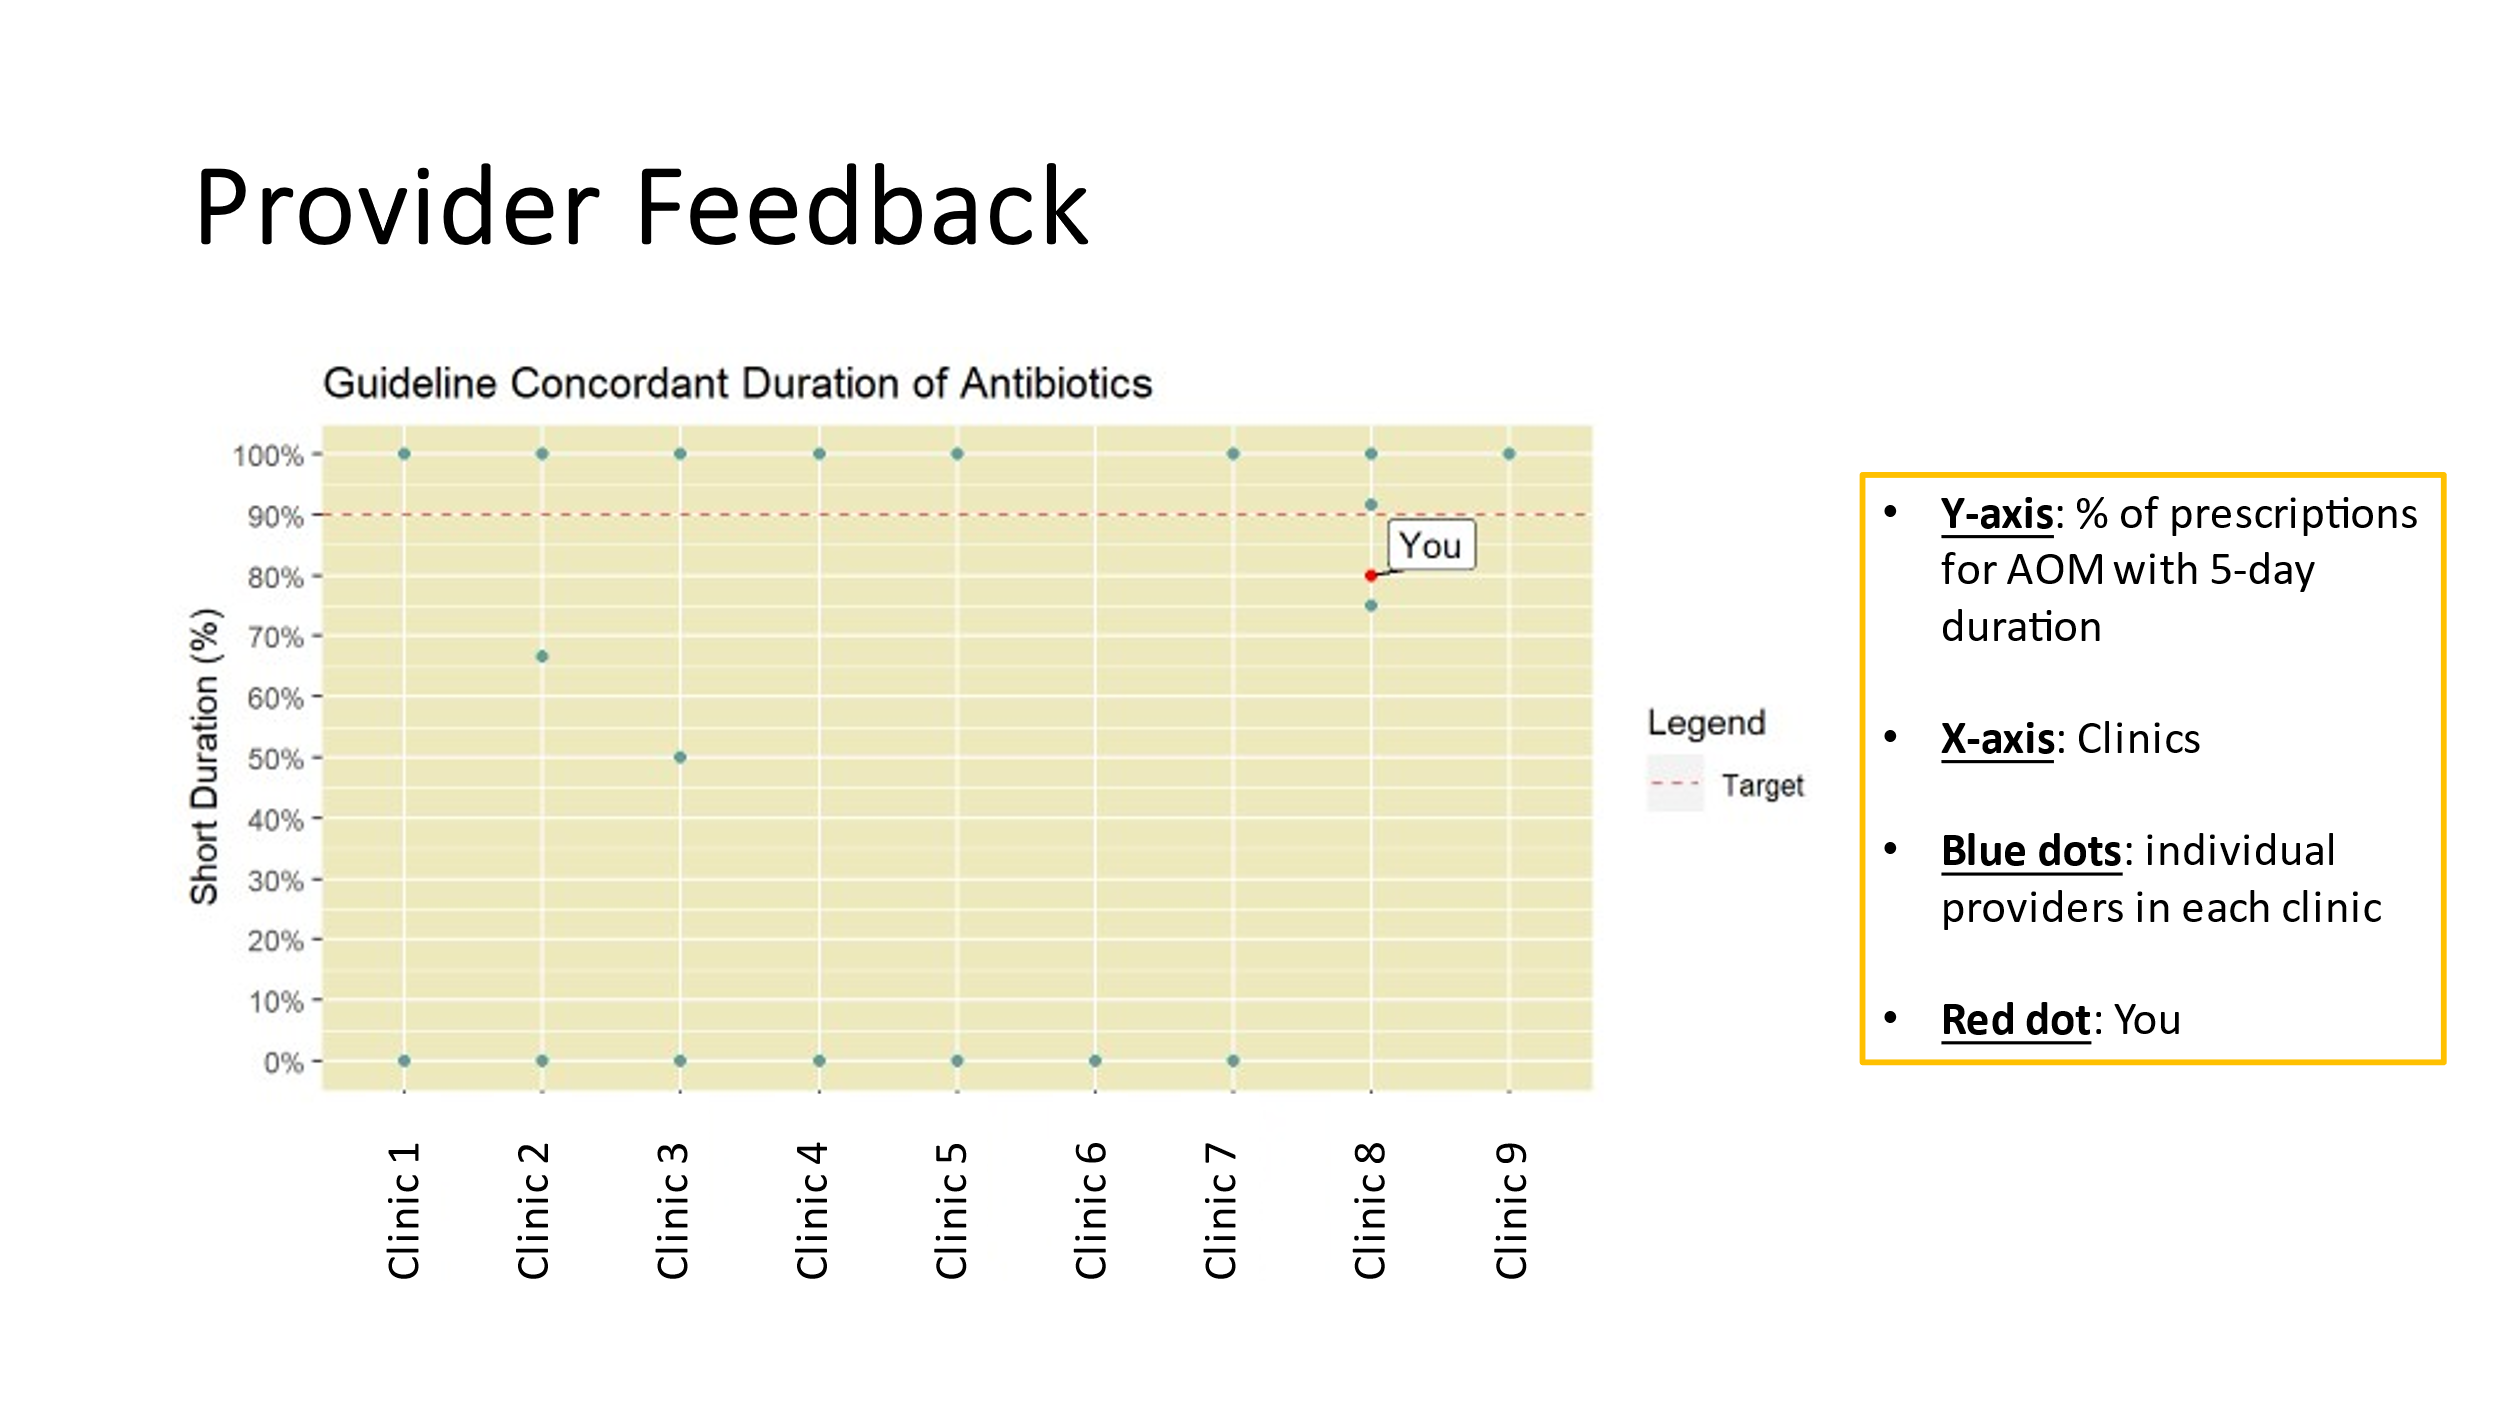 Provider Feedback
Guideline Concordant Duration of Antibiotics
Short Duration (%)
100%
90%
80%
70%
60%
50%
40%
30%
20%
10%
0%
You
Clinic 1
Clinic 2
Clinic 3
Clinic 4
Clinic 5
Clinic 6
Clinic 7
Clinic 8
Clinic 9
Legend
Target
• Y-axis: % of prescriptions
for AOM with 5-day
duration
• X-axis: Clinics
• Blue dots: individual
providers in each clinic
• Red dot: You